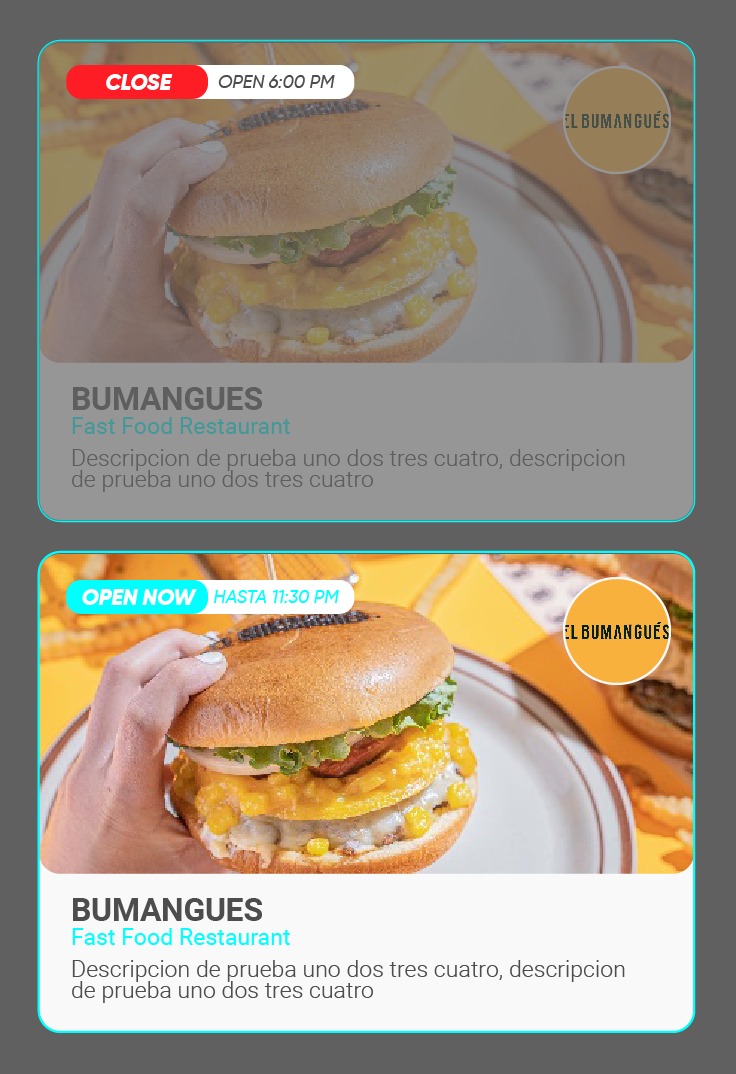 CLOSE OPEN 6:00 PM
EL BUMANGUÉS
BUMANGUES
Fast Food Restaurant
Descripcion de prueba uno dos tres cuatro, descripcion
de prueba uno dos tres cuatro
OPEN NOW HASTA 11:30 PM
EL BUMANGUÉS
BUMANGUES
Fast Food Restaurant
Descripcion de prueba uno dos tres cuatro, descripcion
de prueba uno dos tres cuatro